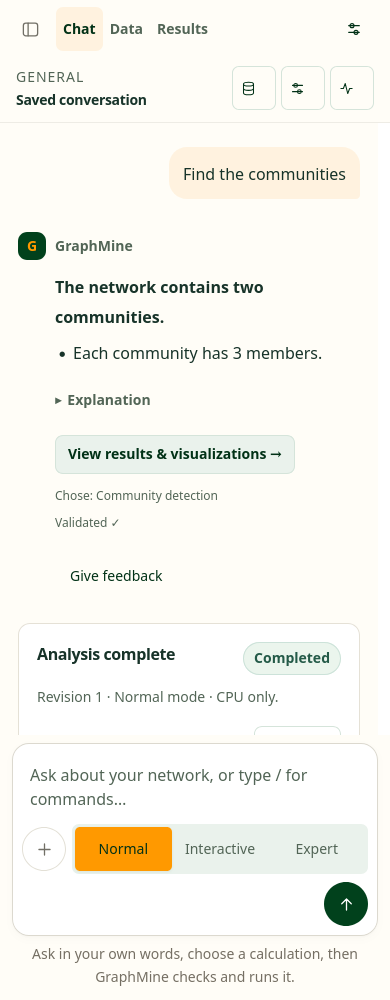 Chat Data Results
GENERAL
Saved conversation
Find the communities
G GraphMine
The network contains two
communities.
• Each community has 3 members.
▸ Explanation
View results & visualizations →
Chose: Community detection
Validated ✓
Give feedback
Analysis complete
Completed
Revision 1 · Normal mode · CPU only.
Ask about your network, or type / for
commands...
Normal Interactive Expert
Ask in your own words, choose a calculation, then
GraphMine checks and runs it.